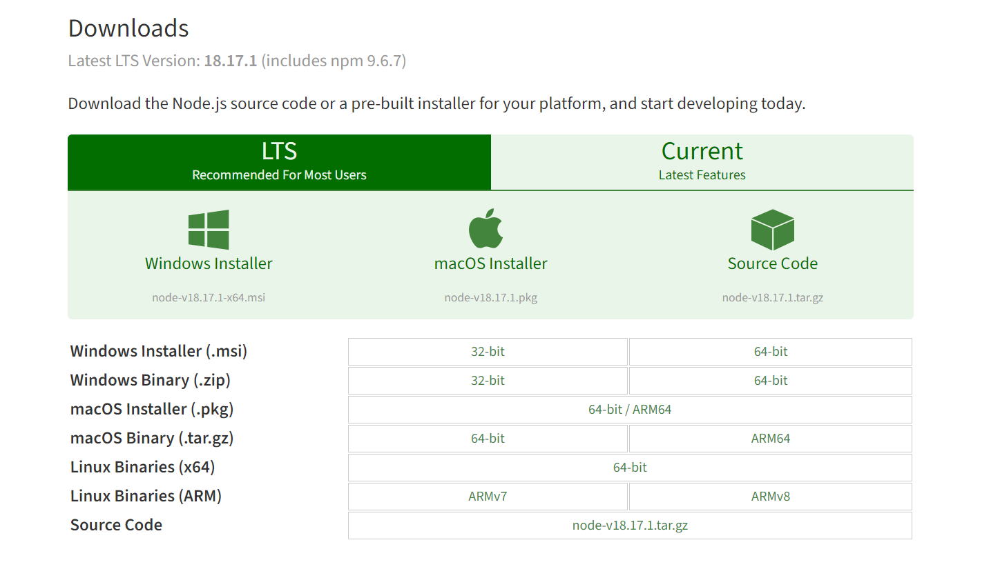 Downloads
Latest LTS Version: 18.17.1 (includes npm 9.6.7)
Download the Node.js source code or a pre-built installer for your platform, and start developing today.
LTS
Recommended For Most Users
Current
Latest Features
Windows Installer
node-v18.17.1-x64.msi
macOS Installer
node-v18.17.1.pkg
Source Code
node-v18.17.1.tar.gz
Windows Installer (.msi) 32-bit 64-bit
Windows Binary (.zip) 32-bit 64-bit
macOS Installer (.pkg) 64-bit / ARM64
macOS Binary (.tar.gz) 64-bit ARM64
Linux Binaries (x64) 64-bit
Linux Binaries (ARM) ARMv7 ARMv8
Source Code node-v18.17.1.tar.gz